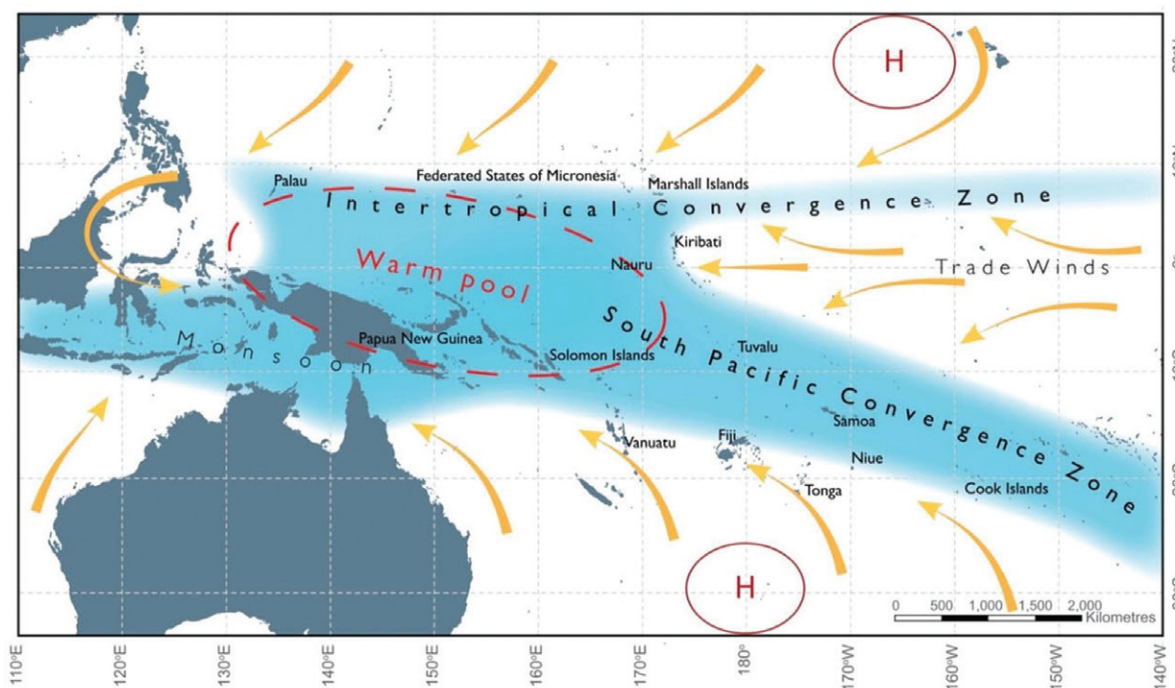 H
Palau
Federated States of Micronesia
Marshall Islands
Intertropical Convergence Zone
Kiribati
Nauru
Warm pool
Trade Winds
South Pacific Convergence Zone
Papua New Guinea
Solomon Islands
Tuvalu
Monsoon
Samoa
Vanuatu
Fiji
Niue
Tonga
Cook Islands
H
0 500 1,000 1,500 2,000
Kilometres
110°E 120°E 130°E 140°E 150°E 160°E 170°E 180° 170°W 160°W 150°W 140°W